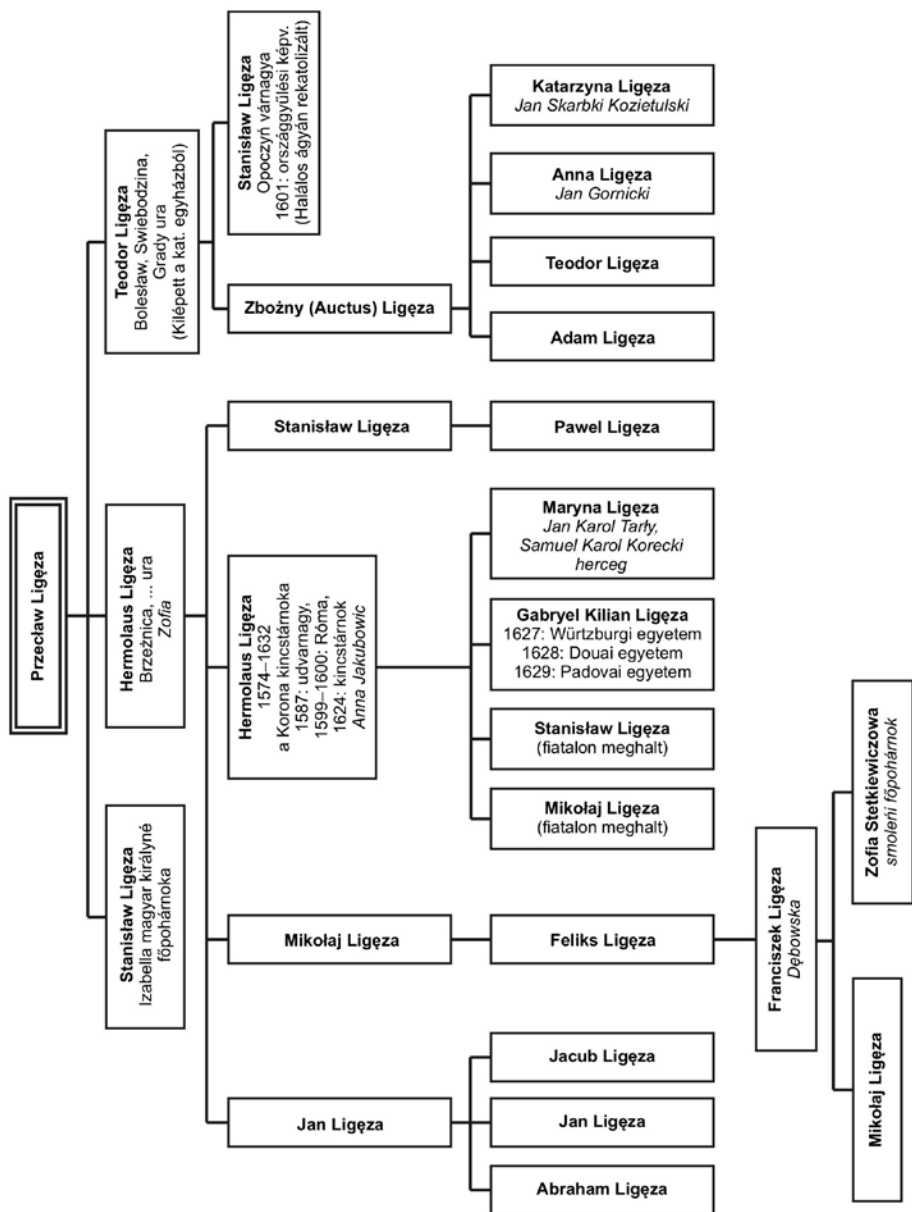 Przecław Ligęza
Stanisław Ligęza
Izabella magyar királyné
főpohárnoka
Hermolaus Ligęza
Brzeźnica, ... ura
Zofia
Teodor Ligęza
Bolesław, Swiebodzina,
Grady ura
(Kilépett a kat. egyházból)
Jan Ligęza
Mikołaj Ligęza
Hermolaus Ligęza
1574–1632
a Korona kincstárnoka
1587: udvarnagy,
1599–1600: Róma,
1624: kincstárnok
Anna Jakubowic
Stanisław Ligęza
Zbożny (Auctus) Ligęza
Stanisław Ligęza
Opoczyń várnagya
1601: országgyűlési képv.
(Halálos ágyán rekatolizált)
Abraham Ligęza
Jan Ligęza
Jacub Ligęza
Feliks Ligęza
Mikołaj Ligęza
(fiatalon meghalt)
Stanisław Ligęza
(fiatalon meghalt)
Gabryel Kilian Ligęza
1627: Würtzburgi egyetem
1628: Douai egyetem
1629: Padovai egyetem
Maryna Ligęza
Jan Karol Tarły,
Samuel Karol Korecki
herceg
Pawel Ligęza
Adam Ligęza
Teodor Ligęza
Anna Ligęza
Jan Gornicki
Katarzyna Ligęza
Jan Skarbki Kozietulski
Franciszek Ligęza
Dębowska
Mikołaj Ligęza
Zofia Stetkiewiczowa
smoleńi főpohárnok